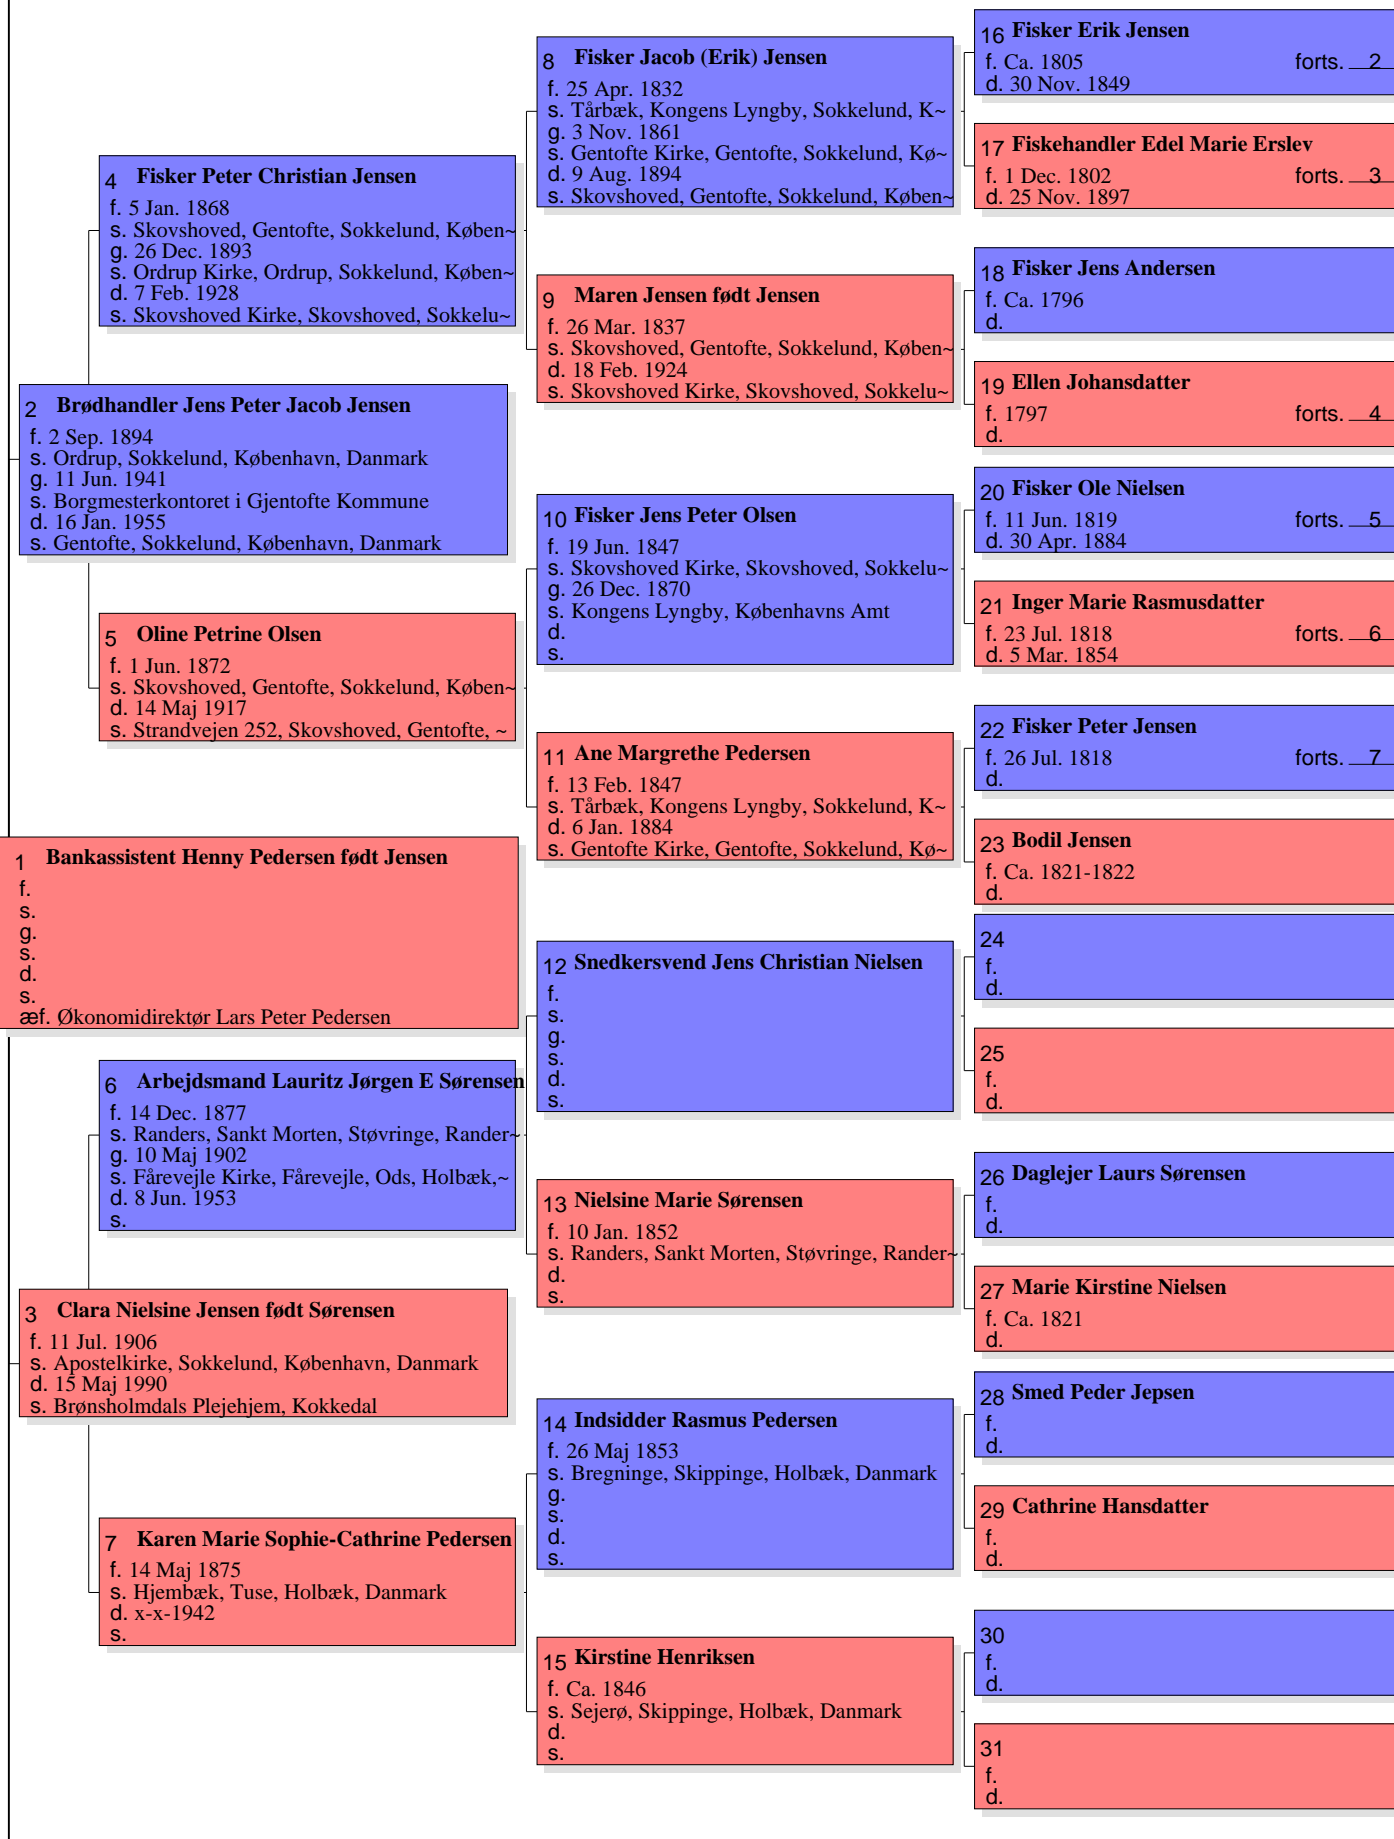 16 Fisker Erik Jensen
f. Ca. 1805 forts. 2
d. 30 Nov. 1849
8 Fisker Jacob (Erik) Jensen
f. 25 Apr. 1832
s. Tårbæk, Kongens Lyngby, Sokkelund, K~
g. 3 Nov. 1861
s. Gentofte Kirke, Gentofte, Sokkelund, Kø~
d. 9 Aug. 1894
s. Skovshoved, Gentofte, Sokkelund, Køben~
17 Fiskehandler Edel Marie Erslev
f. 1 Dec. 1802 forts. 3
d. 25 Nov. 1897
4 Fisker Peter Christian Jensen
f. 5 Jan. 1868
s. Skovshoved, Gentofte, Sokkelund, Køben~
g. 26 Dec. 1893
s. Ordrup Kirke, Ordrup, Sokkelund, Køben~
d. 7 Feb. 1928
s. Skovshoved Kirke, Skovshoved, Sokkelu~
18 Fisker Jens Andersen
f. Ca. 1796
d.
9 Maren Jensen født Jensen
f. 26 Mar. 1837
s. Skovshoved, Gentofte, Sokkelund, Køben~
d. 18 Feb. 1924
s. Skovshoved Kirke, Skovshoved, Sokkelu~
19 Ellen Johansdatter
f. 1797 forts. 4
d.
2 Brødhandler Jens Peter Jacob Jensen
f. 2 Sep. 1894
s. Ordrup, Sokkelund, København, Danmark
g. 11 Jun. 1941
s. Borgmesterkontoret i Gjentofte Kommune
d. 16 Jan. 1955
s. Gentofte, Sokkelund, København, Danmark
20 Fisker Ole Nielsen
f. 11 Jun. 1819 forts. 5
d. 30 Apr. 1884
10 Fisker Jens Peter Olsen
f. 19 Jun. 1847
s. Skovshoved Kirke, Skovshoved, Sokkelu~
g. 26 Dec. 1870
s. Kongens Lyngby, Københavns Amt
d.
s.
21 Inger Marie Rasmusdatter
f. 23 Jul. 1818 forts. 6
d. 5 Mar. 1854
5 Oline Petrine Olsen
f. 1 Jun. 1872
s. Skovshoved, Gentofte, Sokkelund, Køben~
d. 14 Maj 1917
s. Strandvejen 252, Skovshoved, Gentofte, ~
22 Fisker Peter Jensen
f. 26 Jul. 1818 forts. 7
d.
11 Ane Margrethe Pedersen
f. 13 Feb. 1847
s. Tårbæk, Kongens Lyngby, Sokkelund, K~
d. 6 Jan. 1884
s. Gentofte Kirke, Gentofte, Sokkelund, Kø~
23 Bodil Jensen
f. Ca. 1821-1822
d.
1 Bankassistent Henny Pedersen født Jensen
f.
s.
g.
s.
d.
s.
æf. Økonomidirektør Lars Peter Pedersen
24
f.
d.
12 Snedkersvend Jens Christian Nielsen
f.
s.
g.
s.
d.
s.
25
f.
d.
6 Arbejdsmand Lauritz Jørgen E Sørensen
f. 14 Dec. 1877
s. Randers, Sankt Morten, Støvringe, Rander~
g. 10 Maj 1902
s. Fårevejle Kirke, Fårevejle, Ods, Holbæk,~
d. 8 Jun. 1953
s.
26 Daglejer Laurs Sørensen
f.
d.
13 Nielsine Marie Sørensen
f. 10 Jan. 1852
s. Randers, Sankt Morten, Støvringe, Rander~
d.
s.
27 Marie Kirstine Nielsen
f. Ca. 1821
d.
3 Clara Nielsine Jensen født Sørensen
f. 11 Jul. 1906
s. Apostelkirke, Sokkelund, København, Danmark
d. 15 Maj 1990
s. Brønsholmdals Plejehjem, Kokkedal
28 Smed Peder Jepsen
f.
d.
14 Indsidder Rasmus Pedersen
f. 26 Maj 1853
s. Bregninge, Skippinge, Holbæk, Danmark
g.
s.
d.
s.
29 Cathrine Hansdatter
f.
d.
7 Karen Marie Sophie-Cathrine Pedersen
f. 14 Maj 1875
s. Hjembæk, Tuse, Holbæk, Danmark
d. x-x-1942
s.
30
f.
d.
15 Kirstine Henriksen
f. Ca. 1846
s. Sejerø, Skippinge, Holbæk, Danmark
d.
s.
31
f.
d.